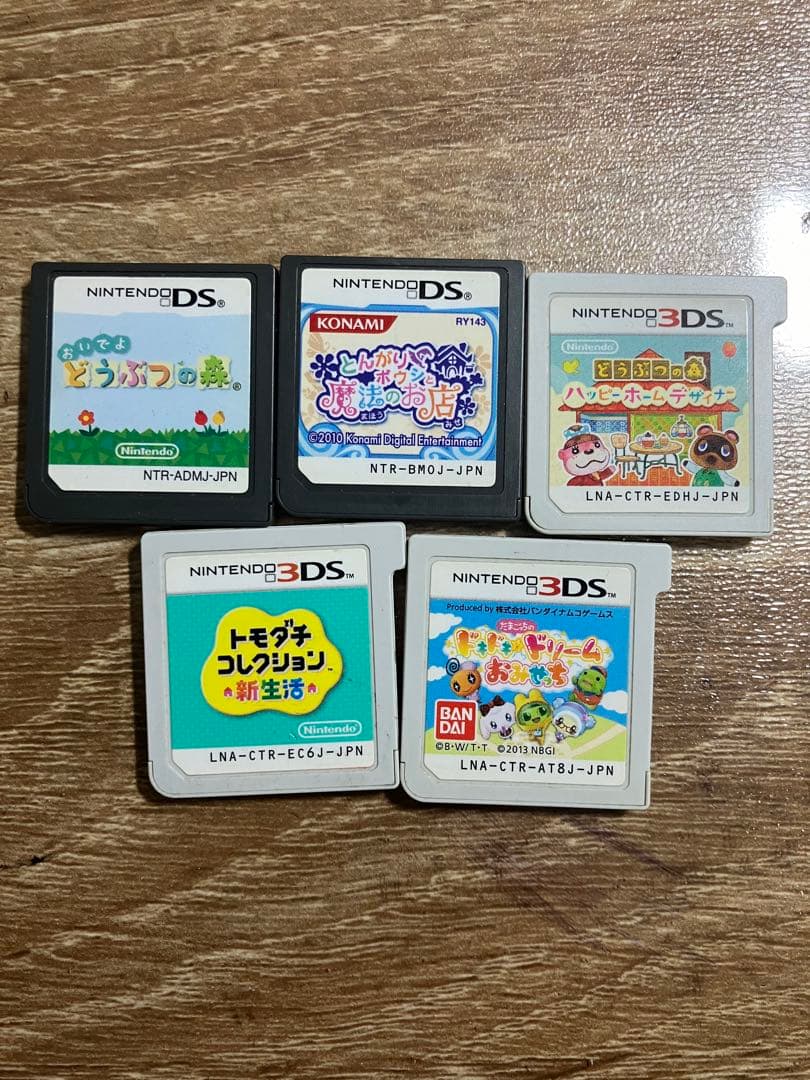 NINTENDO DS®
おいでよ
どうぶつの森®
Nintendo
NTR-ADMJ-JPN
NINTENDO DS®
KONAMI
RY143
とんがり
ボウシと
魔法のお店
まほう
みせ
©2010 Konami Digital Entertainment
NTR-BM0J-JPN
NINTENDO 3DS™
Nintendo
どうぶつの森
ハッピーホームデザイナー
LNA-CTR-EDHJ-JPN
NINTENDO 3DS™
トモダチ
コレクション™
新生活
Nintendo
LNA-CTR-EC6J-JPN
NINTENDO 3DS™
Produced by 株式会社バンダイナムコゲームス
たまごっちの
ドキドキ ドリーム
おみせっち
BAN
DAI
©B・W/T・T ©2013 NBGI
LNA-CTR-AT8J-JPN